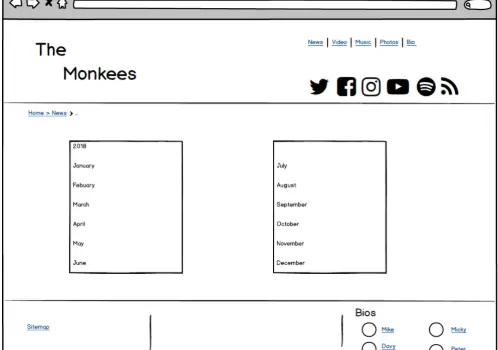 The
Monkees
News | Video | Music | Photos | Bio
Home > News > ..
2018
January
Febuary
March
April
May
June
July
August
September
October
November
December
Sitemap
Bios
Mike
Micky
Davy
Peter